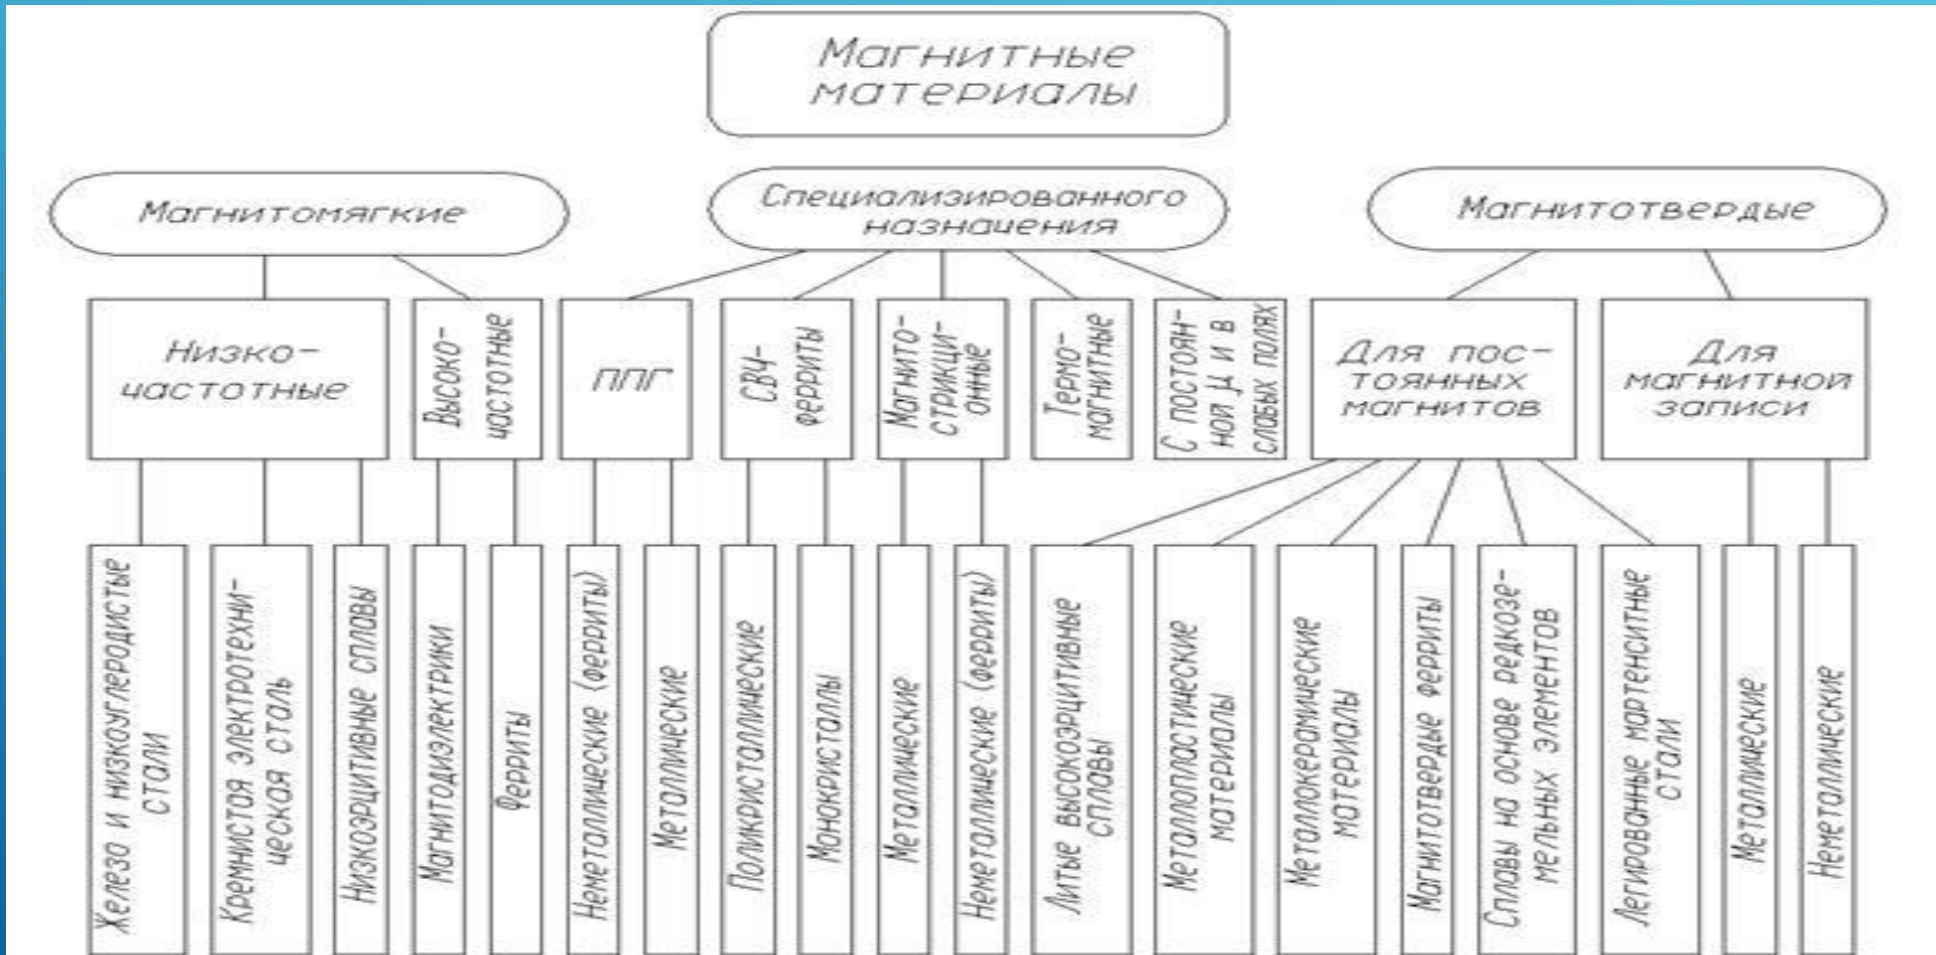 Магнитные
материалы
Магнитомягкие
Специализированного
назначения
Магнитотвердые
Низко-
частотные
Высоко-
частотные
ППГ
СВЧ-
ферриты
Магнито-
стрикци-
онные
Термо-
магнитные
С постоян-
ной μ и в
слабых полях
Для пос-
тоянных
магнитов
Для
магнитной
записи
Железо и низкоуглеродистые
стали
Кремнистая электротехни-
ческая сталь
Низкоэрцитивные сплавы
Магнитодиэлектрики
Ферриты
Неметаллические (ферриты)
Металлические
Поликристаллические
Монокристаллы
Металлические
Неметаллические (ферриты)
Литые высокоэрцитивные
сплавы
Металлопластические
материалы
Металлокерамические
материалы
Магнитотвердые ферриты
Сплавы на основе редкозе-
мельных элементов
Легированные мартенситные
стали
Металлические
Неметаллические